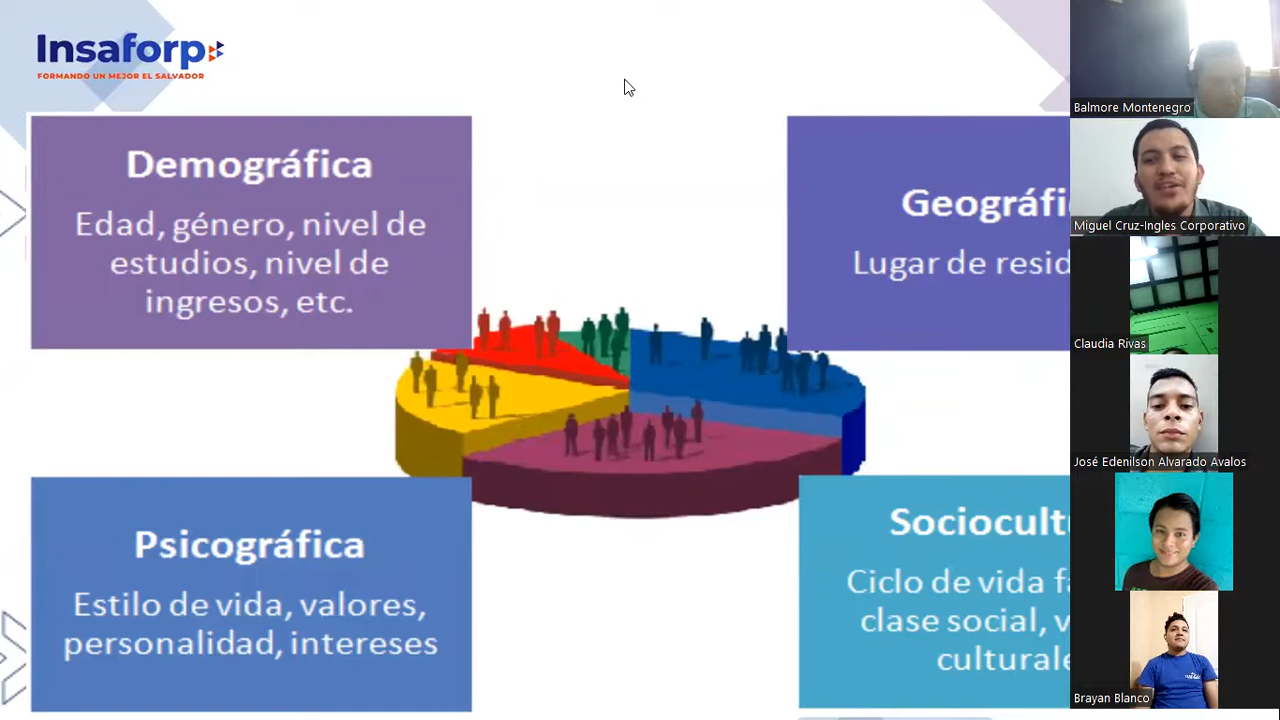 Insaforp
FORMANDO UN MEJOR EL SALVADOR
Demográfica
Edad, género, nivel de
estudios, nivel de
ingresos, etc.
Lugar de
Psicográfica
Estilo de vida, valores,
personalidad, intereses
Ciclo de vida
clase social,
Balmore Montenegro
Miguel Cruz-Ingles Corporativo
Claudia Rivas
José Edenilson Alvarado Avalos
Brayan Blanco